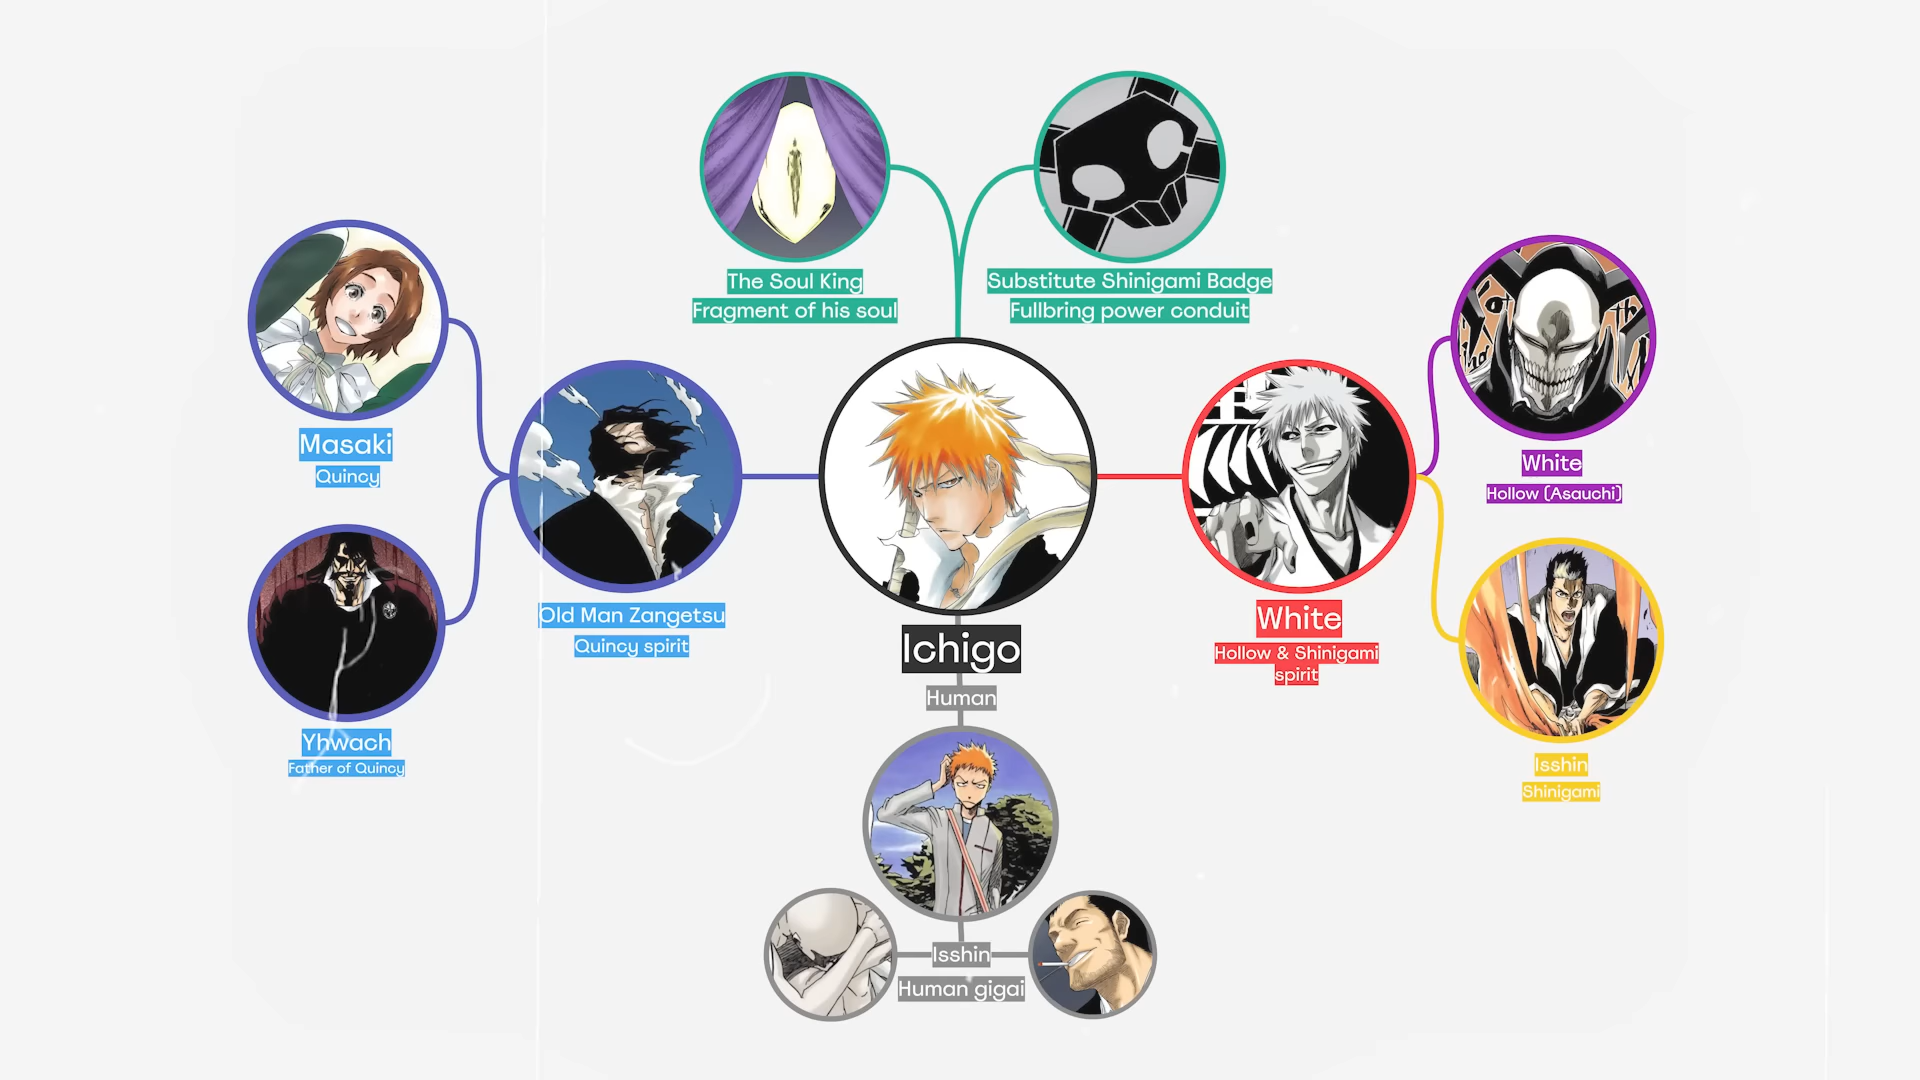 The Soul King
Fragment of his soul
Substitute Shinigami Badge
Fullbring power conduit
Masaki
Quincy
Yhwach
Father of Quincy
Old Man Zangetsu
Quincy spirit
Ichigo
Human
White
Hollow & Shinigami
spirit
White
Hollow (Asauchi)
Isshin
Shinigami
Isshin
Human gigai